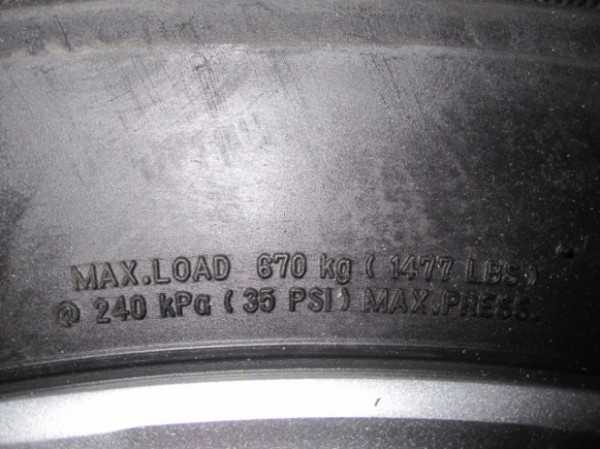 MAX.LOAD 670 kg ( 1477 LBS )
@ 240 kPa ( 35 PSI ) MAX.PRESS.